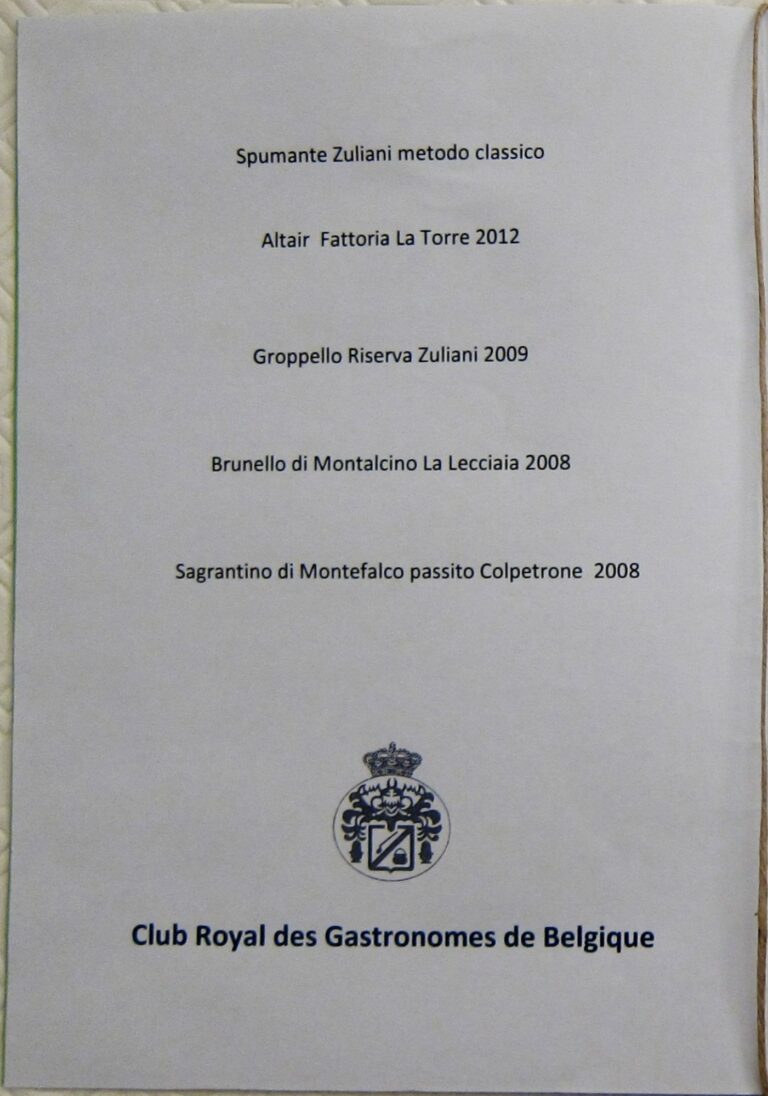 Spumante Zuliani metodo classico
Altair Fattoria La Torre 2012
Groppello Riserva Zuliani 2009
Brunello di Montalcino La Lecciaia 2008
Sagrantino di Montefalco passito Colpetrone 2008
Club Royal des Gastronomes de Belgique